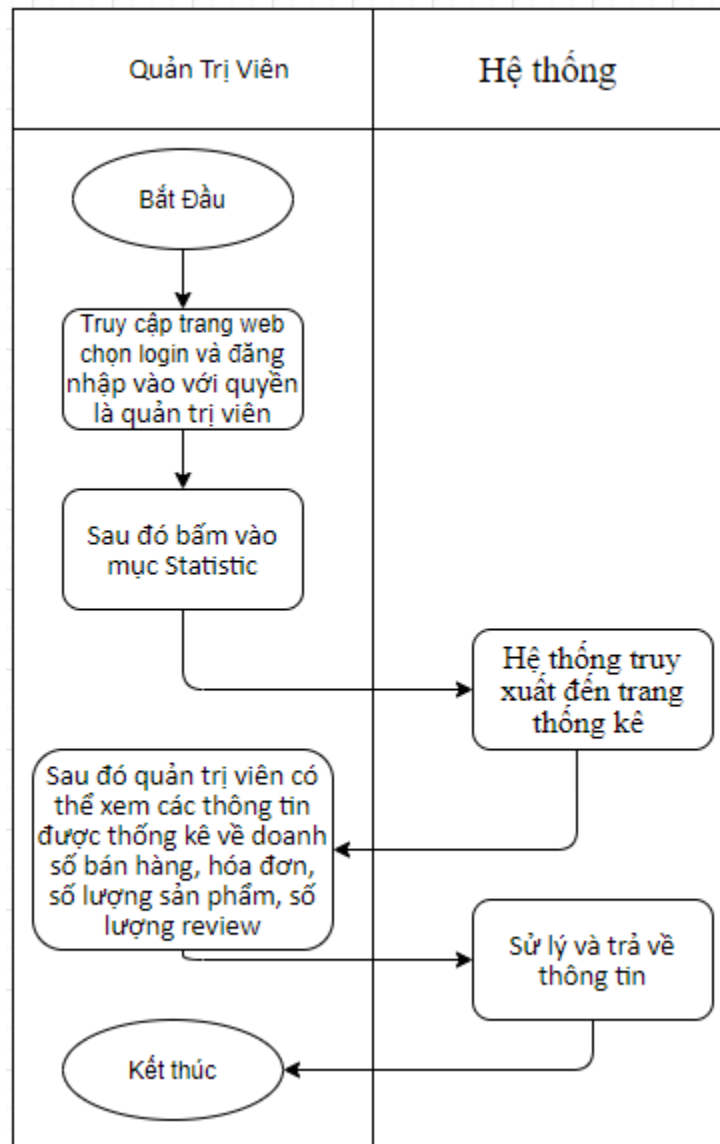 Quản Trị Viên
Hệ thống
Bắt Đầu
Truy cập trang web
chọn login và đăng
nhập vào với quyền
là quản trị viên
Sau đó bấm vào
mục Statistic
Hệ thống truy
xuất đến trang
thống kê
Sau đó quản trị viên có
thể xem các thông tin
được thống kê về doanh
số bán hàng, hóa đơn,
số lượng sản phẩm, số
lượng review
Sử lý và trả về
thông tin
Kết thúc